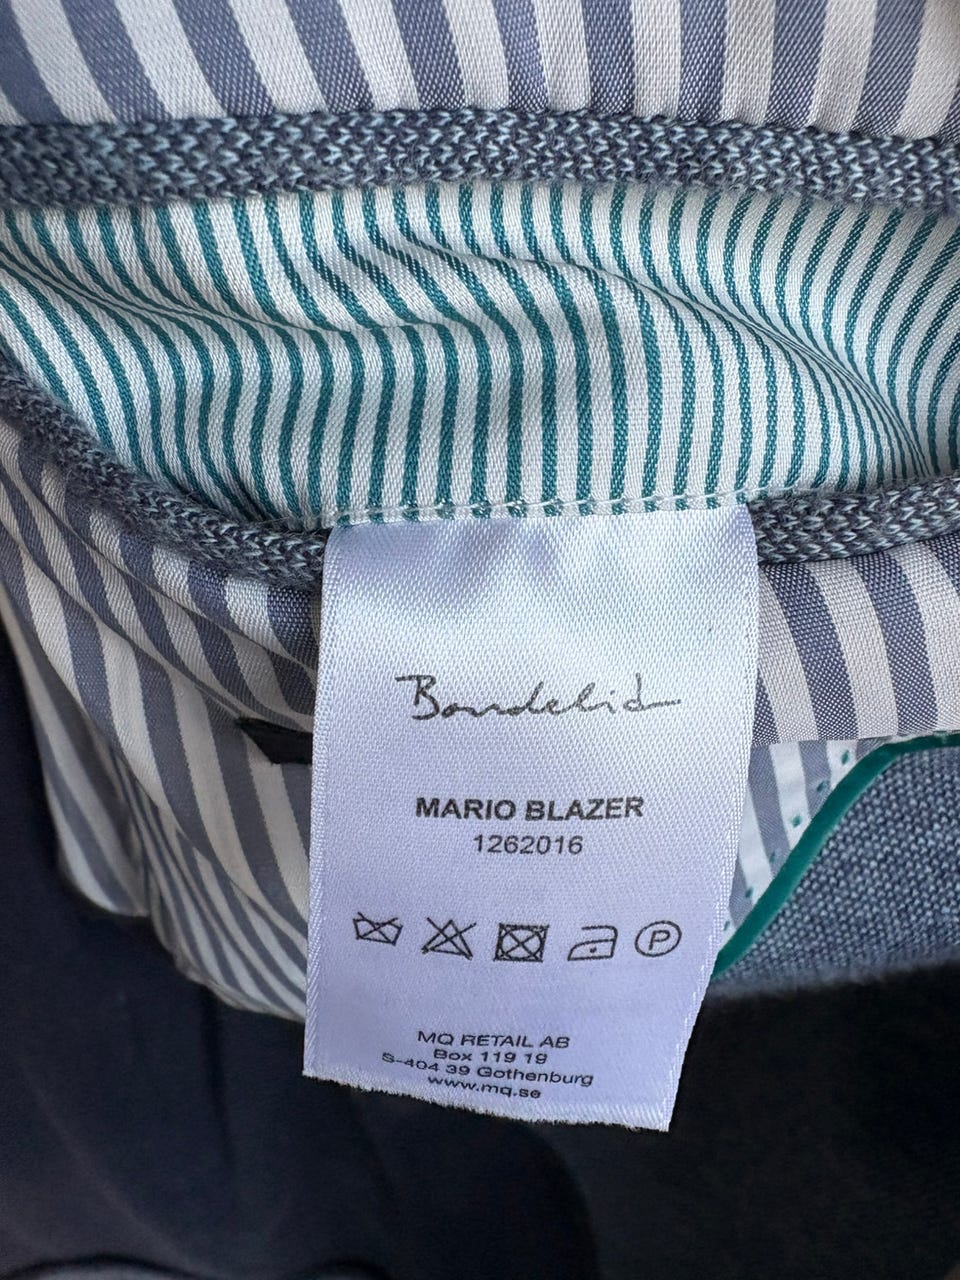 Bondelid
MARIO BLAZER
1262016
P
MQ RETAIL AB
Box 119 19
S-404 39 Gothenburg
www.mq.se